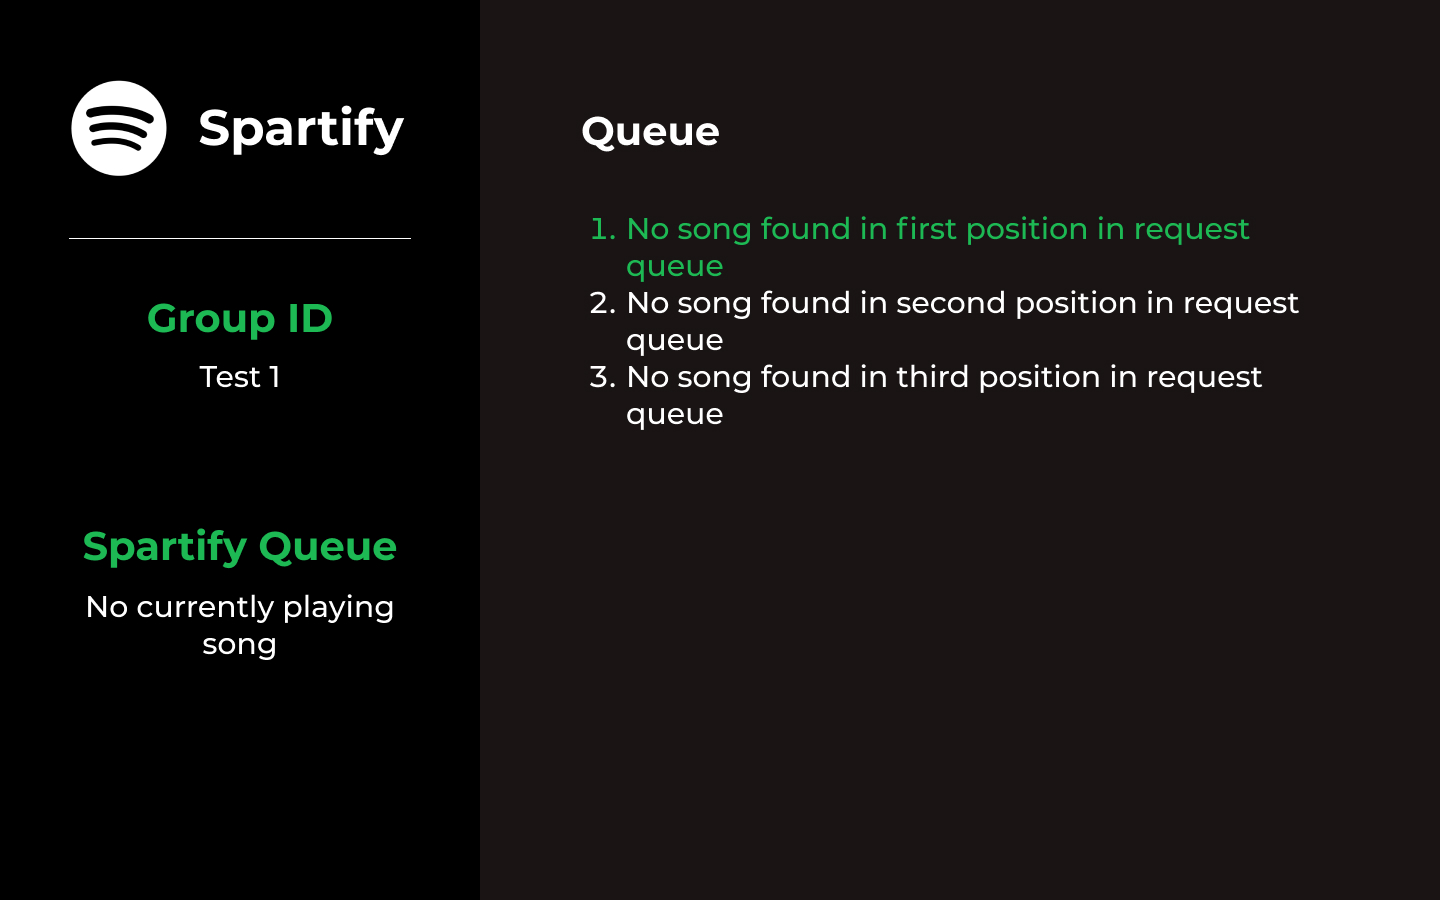 Spartify
Group ID
Test 1
Spartify Queue
No currently playing
song
Queue
1. No song found in first position in request
queue
2. No song found in second position in request
queue
3. No song found in third position in request
queue